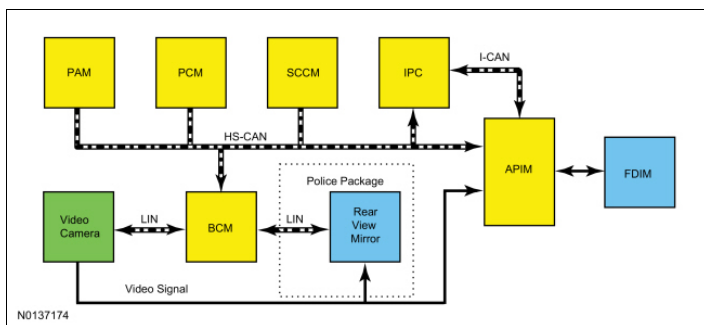 PAM
PCM
SCCM
IPC
I-CAN
HS-CAN
APIM
FDIM
Police Package
Video
Camera
LIN
BCM
LIN
Rear
View
Mirror
Video Signal
N0137174